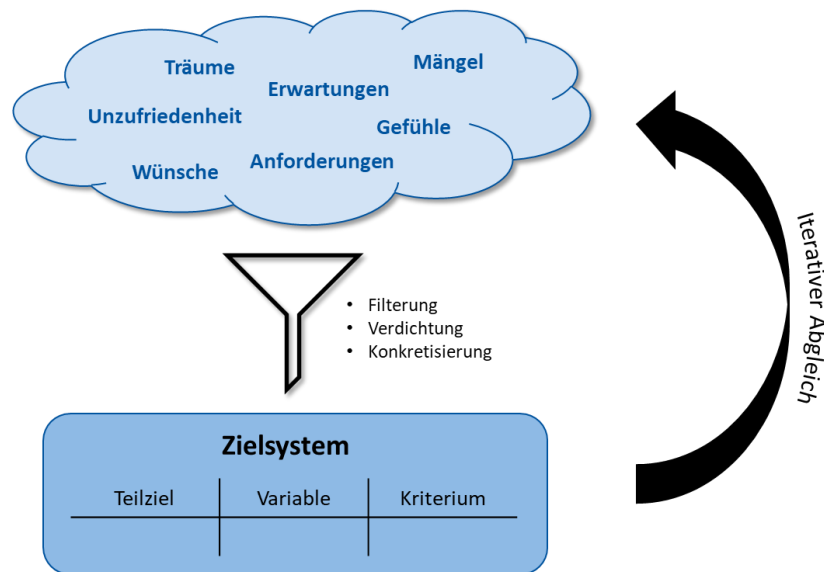 Träume
Mängel
Erwartungen
Unzufriedenheit
Gefühle
Anforderungen
Wünsche
• Filterung
• Verdichtung
• Konkretisierung
Iterativer Abgleich
Zielsystem
Teilziel Variable Kriterium